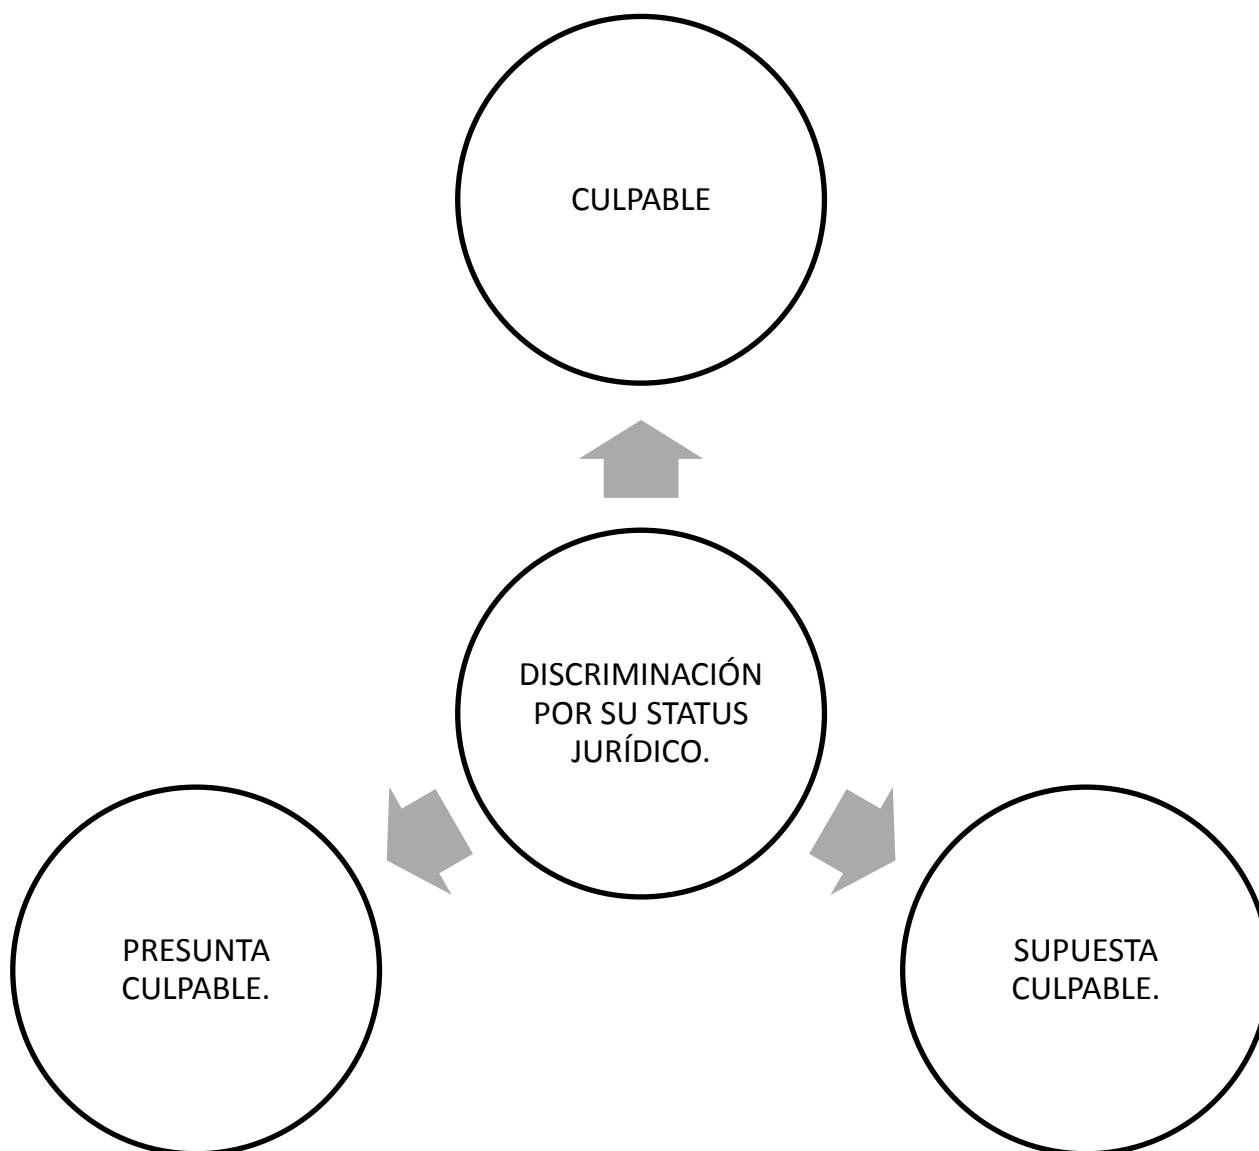 CULPABLE
DISCRIMINACIÓN
POR SU STATUS
JURÍDICO.
PRESUNTA
CULPABLE.
SUPUESTA
CULPABLE.